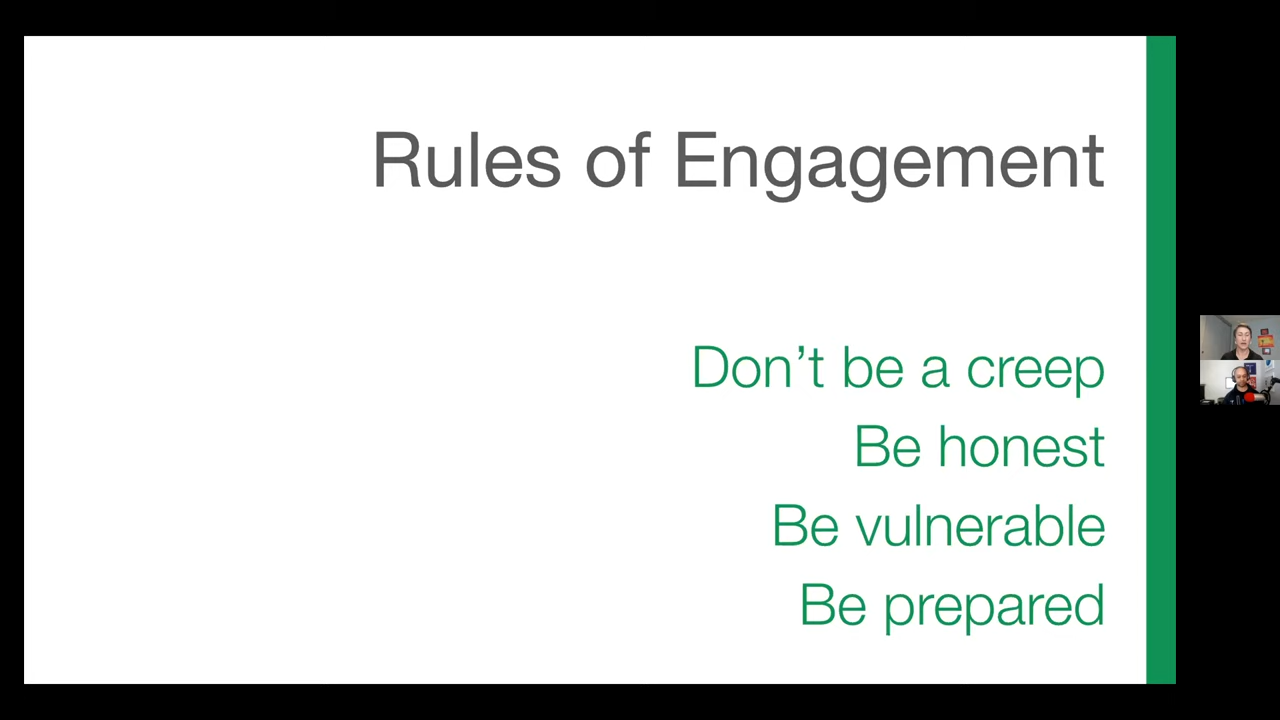 Rules of Engagement
Don’t be a creep
Be honest
Be vulnerable
Be prepared